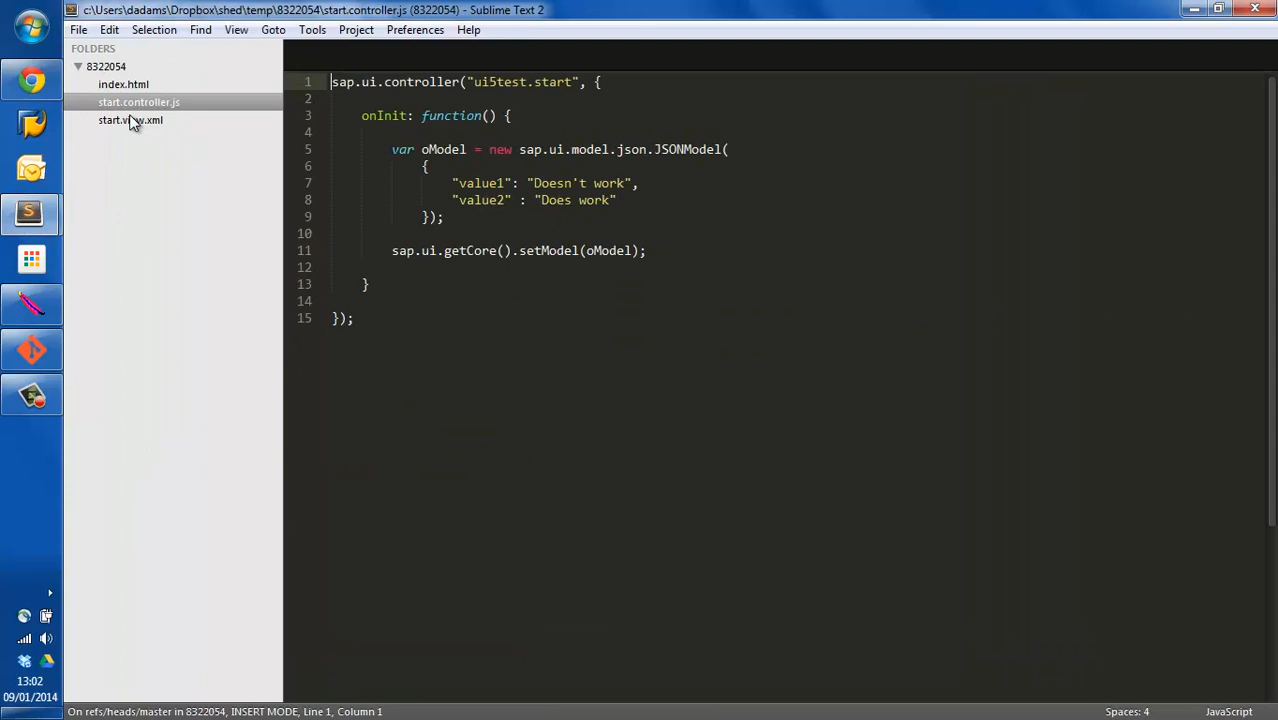 c:\Users\dadams\Dropbox\shed\temp\8322054\start.controller.js (8322054) - Sublime Text 2
File Edit Selection Find View Goto Tools Project Preferences Help
FOLDERS
8322054
index.html
start.controller.js
1 sap.ui.controller("ui5test.start", {
2
3 onInit: function() {
4
5 var oModel = new sap.ui.model.json.JSONModel(
6 {
7 "value1": "Doesn't work",
8 "value2" : "Does work"
9 });
10
11 sap.ui.getCore().setModel(oModel);
12
13 }
14
15 });
13:02
09/01/2014
On refs/heads/master in 8322054, INSERT MODE, Line 1, Column 1
Spaces: 4
JavaScript